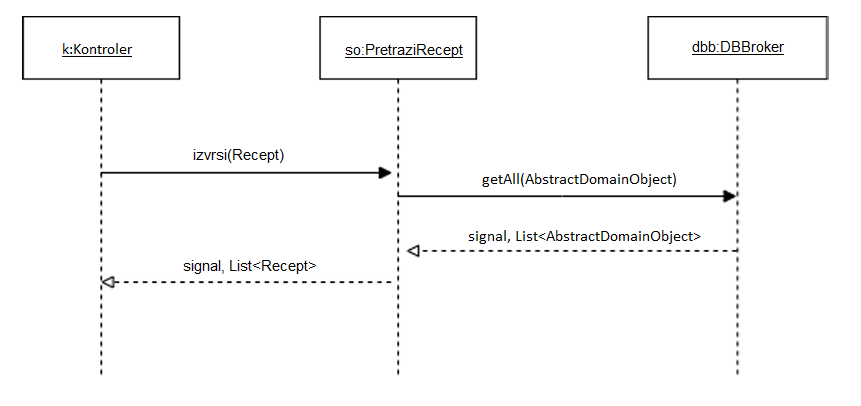 k:Kontroler
so:PretraziRecept
dbb:DBBroker
izvrsi(Recept)
getAll(AbstractDomainObject)
signal, List<AbstractDomainObject>
signal, List<Recept>